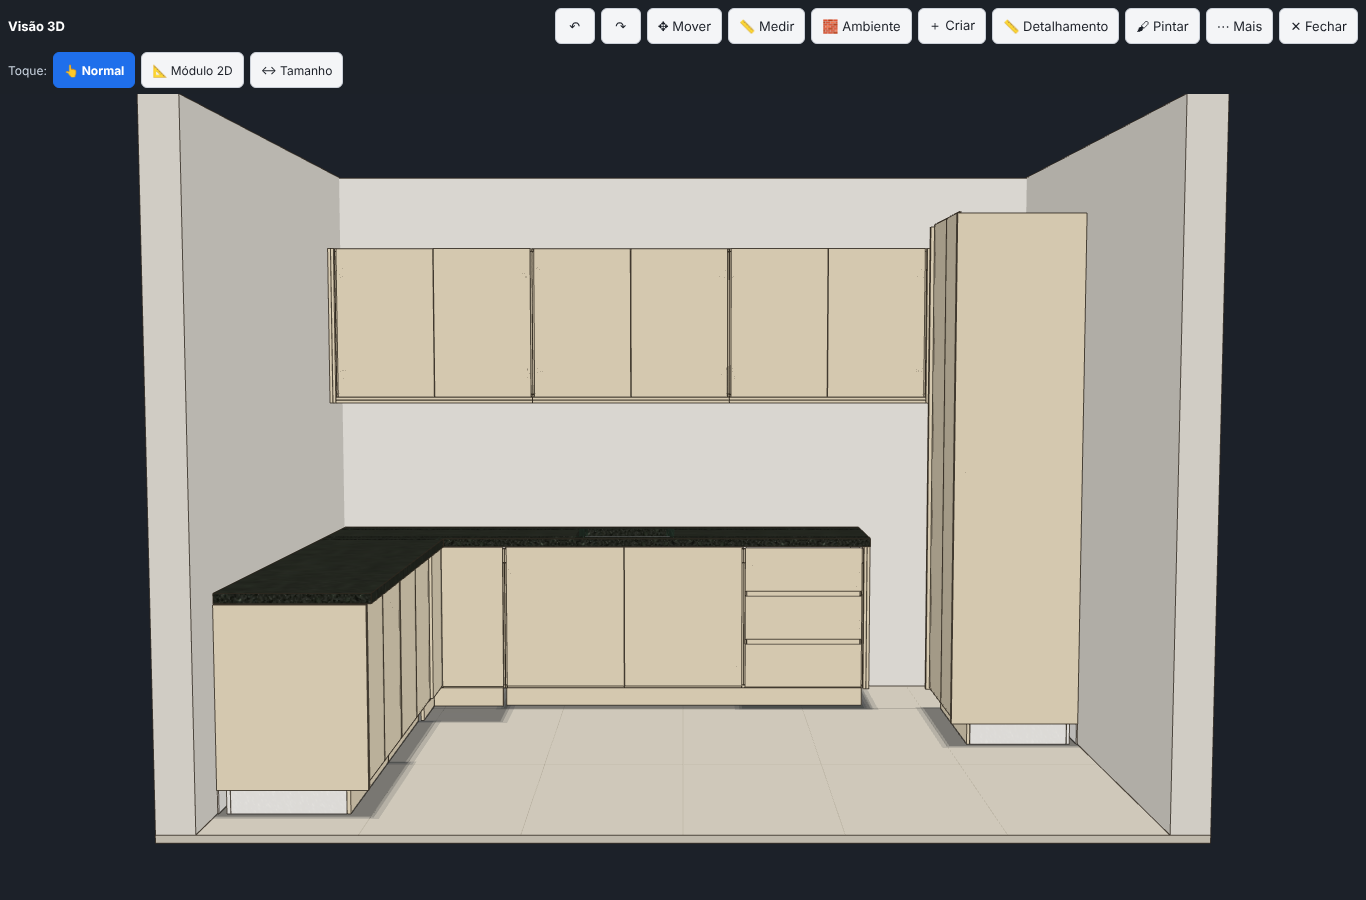 Visão 3D
↶ ↷ ✥ Mover 📏 Medir 🧱 Ambiente + Criar 📏 Detalhamento 🖌 Pintar ⋯ Mais ✕ Fechar
Toque: 👆 Normal 📐 Módulo 2D ↔ Tamanho